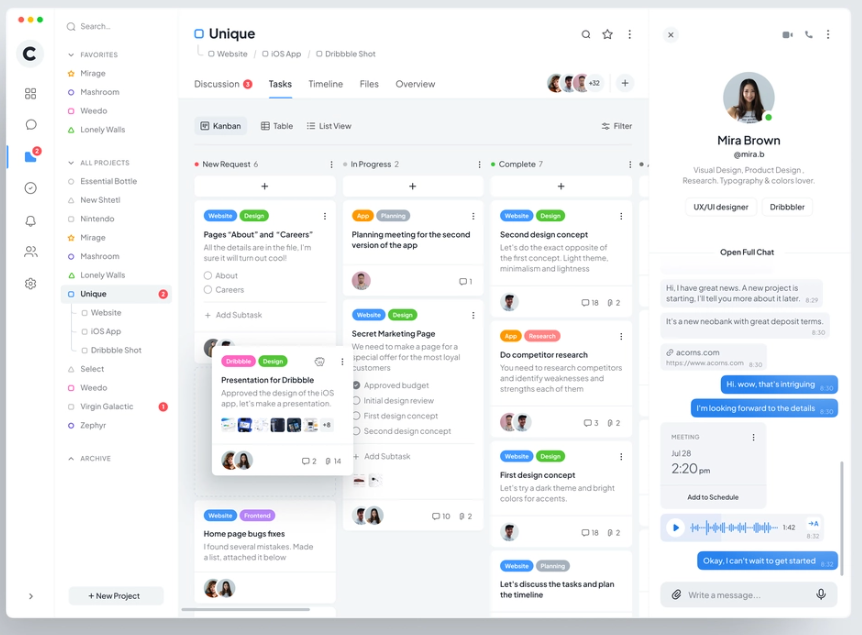 C
2
Search...
FAVORITES
Mirage
Mashroom
Weedo
Lonely Walls
ALL PROJECTS
Essential Bottle
New Shtetl
Nintendo
Mirage
Mashroom
Lonely Walls
Unique 2
Website
iOS App
Dribbble Shot
Select
Weedo
Virgin Galactic 1
Zephyr
ARCHIVE
+ New Project
Unique
Website / iOS App / Dribbble Shot
Discussion 3 Tasks Timeline Files Overview
+32 +
Kanban Table List View Filter
New Request 6
+
Website Design
Pages “About” and “Careers”
All the details are in the file, I'm
sure it will turn out cool!
About
Careers
+ Add Subtask
Dribbble Design
Presentation for Dribbble
Approved the design of the iOS
app, let's make a presentation.
+8
2 14
Website Frontend
Home page bugs fixes
I found several mistakes. Made
a list, attached it below
In Progress 2
+
App Planning
Planning meeting for the second
version of the app
1
Website Design
Secret Marketing Page
We need to make a page for a
special offer for the most loyal
customers
Approved budget
Initial design review
First design concept
Second design concept
+ Add Subtask
10 2
Complete 7
+
Website Design
Second design concept
Let's do the exact opposite of
the first concept. Light theme,
minimalism and lightness
18 2
App Research
Do competitor research
You need to research competitors
and identify weaknesses and
strengths each of them
3 2
Website Design
First design concept
Let's try a dark theme and bright
colors for accents.
18 2
Website Planning
Let's discuss the tasks and plan
the timeline
Mira Brown
@mira.b
Visual Design, Product Design,
Research. Typography & colors lover.
UX/UI designer Dribbbler
Open Full Chat
Hi, I have great news. A new project is
starting, I'll tell you more about it later. 8:29
It's a new neobank with great deposit terms.
8:30
acorns.com
https://www.acorns.com 8:30
Hi. wow, that's intriguing 8:30
I'm looking forward to the details 8:30
MEETING
Jul 28
2:20 pm
Add to Schedule
1:42 →A
8:32
Okay, I can't wait to get started 8:32
Write a message...